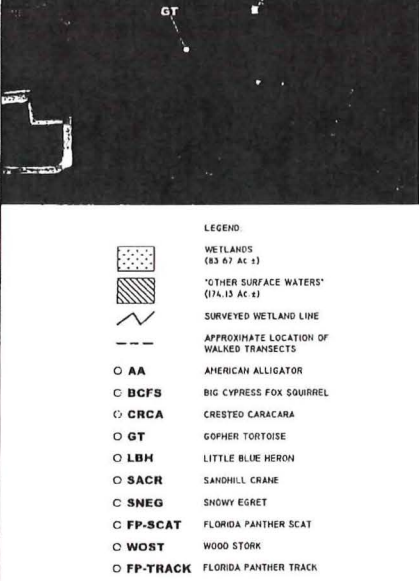 GT
LEGEND:
WETLANDS
(83.67 AC.±)
"OTHER SURFACE WATERS"
(174.13 AC.±)
SURVEYED WETLAND LINE
APPROXIMATE LOCATION OF
WALKED TRANSECTS
AA AMERICAN ALLIGATOR
BCFS BIG CYPRESS FOX SQUIRREL
CRCA CRESTED CARACARA
GT GOPHER TORTOISE
LBH LITTLE BLUE HERON
SACR SANDHILL CRANE
SNEG SNOWY EGRET
FP-SCAT FLORIDA PANTHER SCAT
WOST WOOD STORK
FP-TRACK FLORIDA PANTHER TRACK